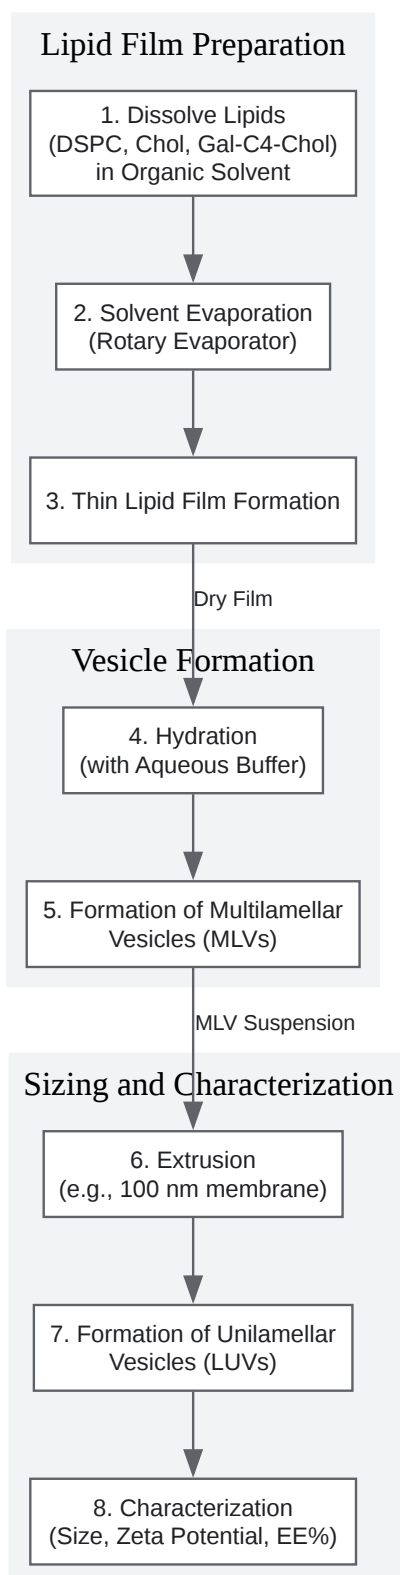 Lipid Film Preparation
1. Dissolve Lipids
(DSPC, Chol, Gal-C4-Chol)
in Organic Solvent
2. Solvent Evaporation
(Rotary Evaporator)
3. Thin Lipid Film Formation
Dry Film
Vesicle Formation
4. Hydration
(with Aqueous Buffer)
5. Formation of Multilamellar
Vesicles (MLVs)
MLV Suspension
Sizing and Characterization
6. Extrusion
(e.g., 100 nm membrane)
7. Formation of Unilamellar
Vesicles (LUVs)
8. Characterization
(Size, Zeta Potential, EE%)